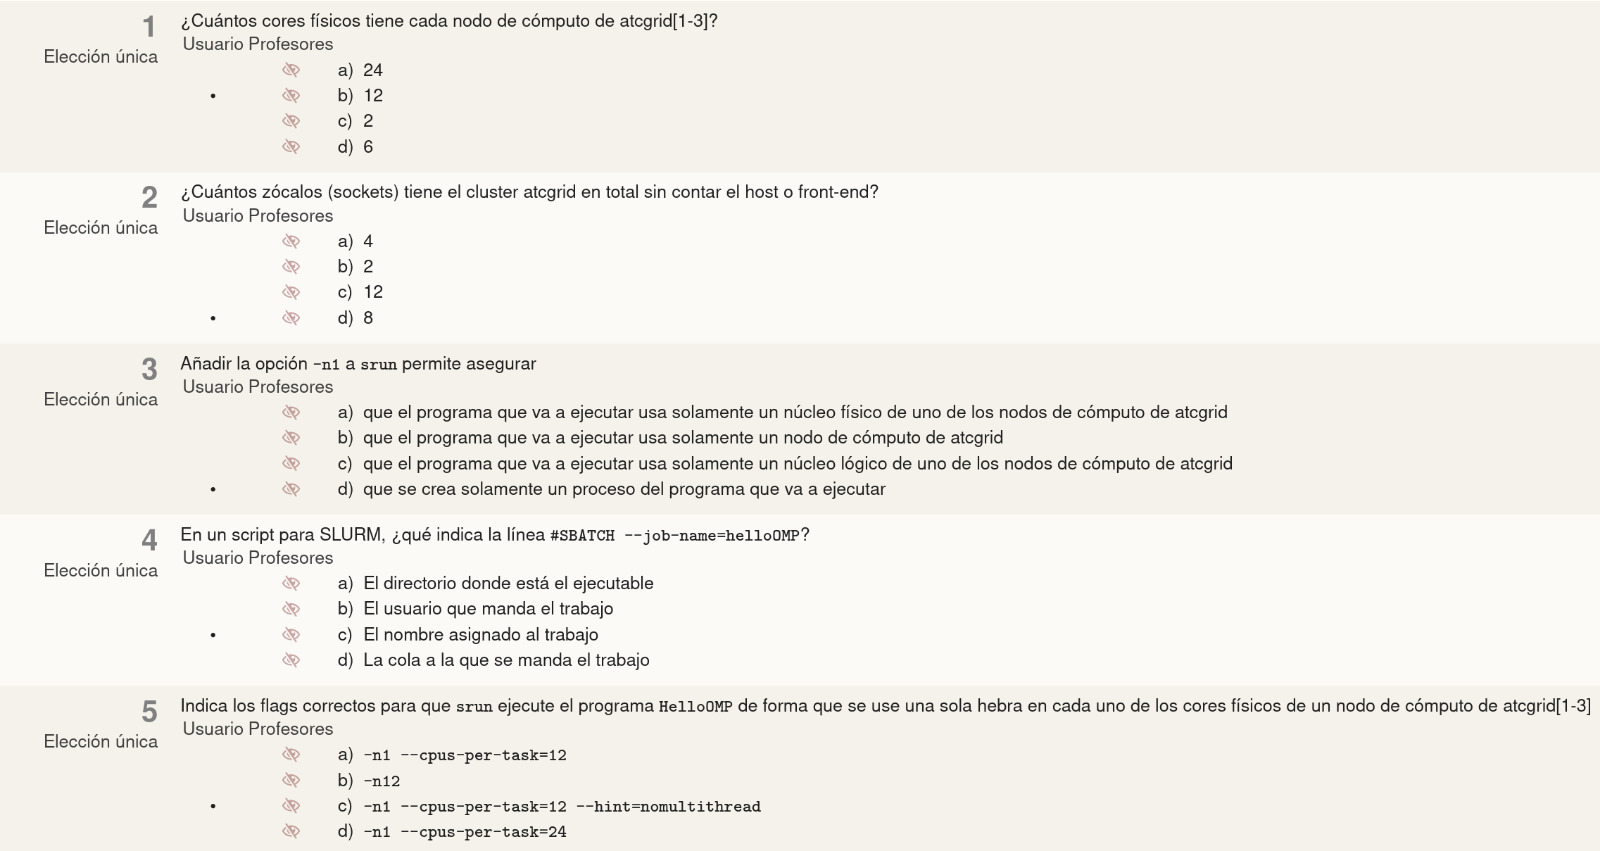 1 ¿Cuántos cores físicos tiene cada nodo de cómputo de atcgrid[1-3]?
Usuario Profesores
Elección única
a) 24
• b) 12
c) 2
d) 6
2 ¿Cuántos zócalos (sockets) tiene el cluster atcgrid en total sin contar el host o front-end?
Usuario Profesores
Elección única
a) 4
b) 2
c) 12
• d) 8
3 Añadir la opción -n1 a srun permite asegurar
Usuario Profesores
Elección única
a) que el programa que va a ejecutar usa solamente un núcleo físico de uno de los nodos de cómputo de atcgrid
b) que el programa que va a ejecutar usa solamente un nodo de cómputo de atcgrid
c) que el programa que va a ejecutar usa solamente un núcleo lógico de uno de los nodos de cómputo de atcgrid
• d) que se crea solamente un proceso del programa que va a ejecutar
4 En un script para SLURM, ¿qué indica la línea #SBATCH --job-name=helloOMP?
Usuario Profesores
Elección única
a) El directorio donde está el ejecutable
b) El usuario que manda el trabajo
• c) El nombre asignado al trabajo
d) La cola a la que se manda el trabajo
5 Indica los flags correctos para que srun ejecute el programa HelloOMP de forma que se use una sola hebra en cada uno de los cores físicos de un nodo de cómputo de atcgrid[1-3]
Usuario Profesores
Elección única
a) -n1 --cpus-per-task=12
b) -n12
• c) -n1 --cpus-per-task=12 --hint=nomultithread
d) -n1 --cpus-per-task=24